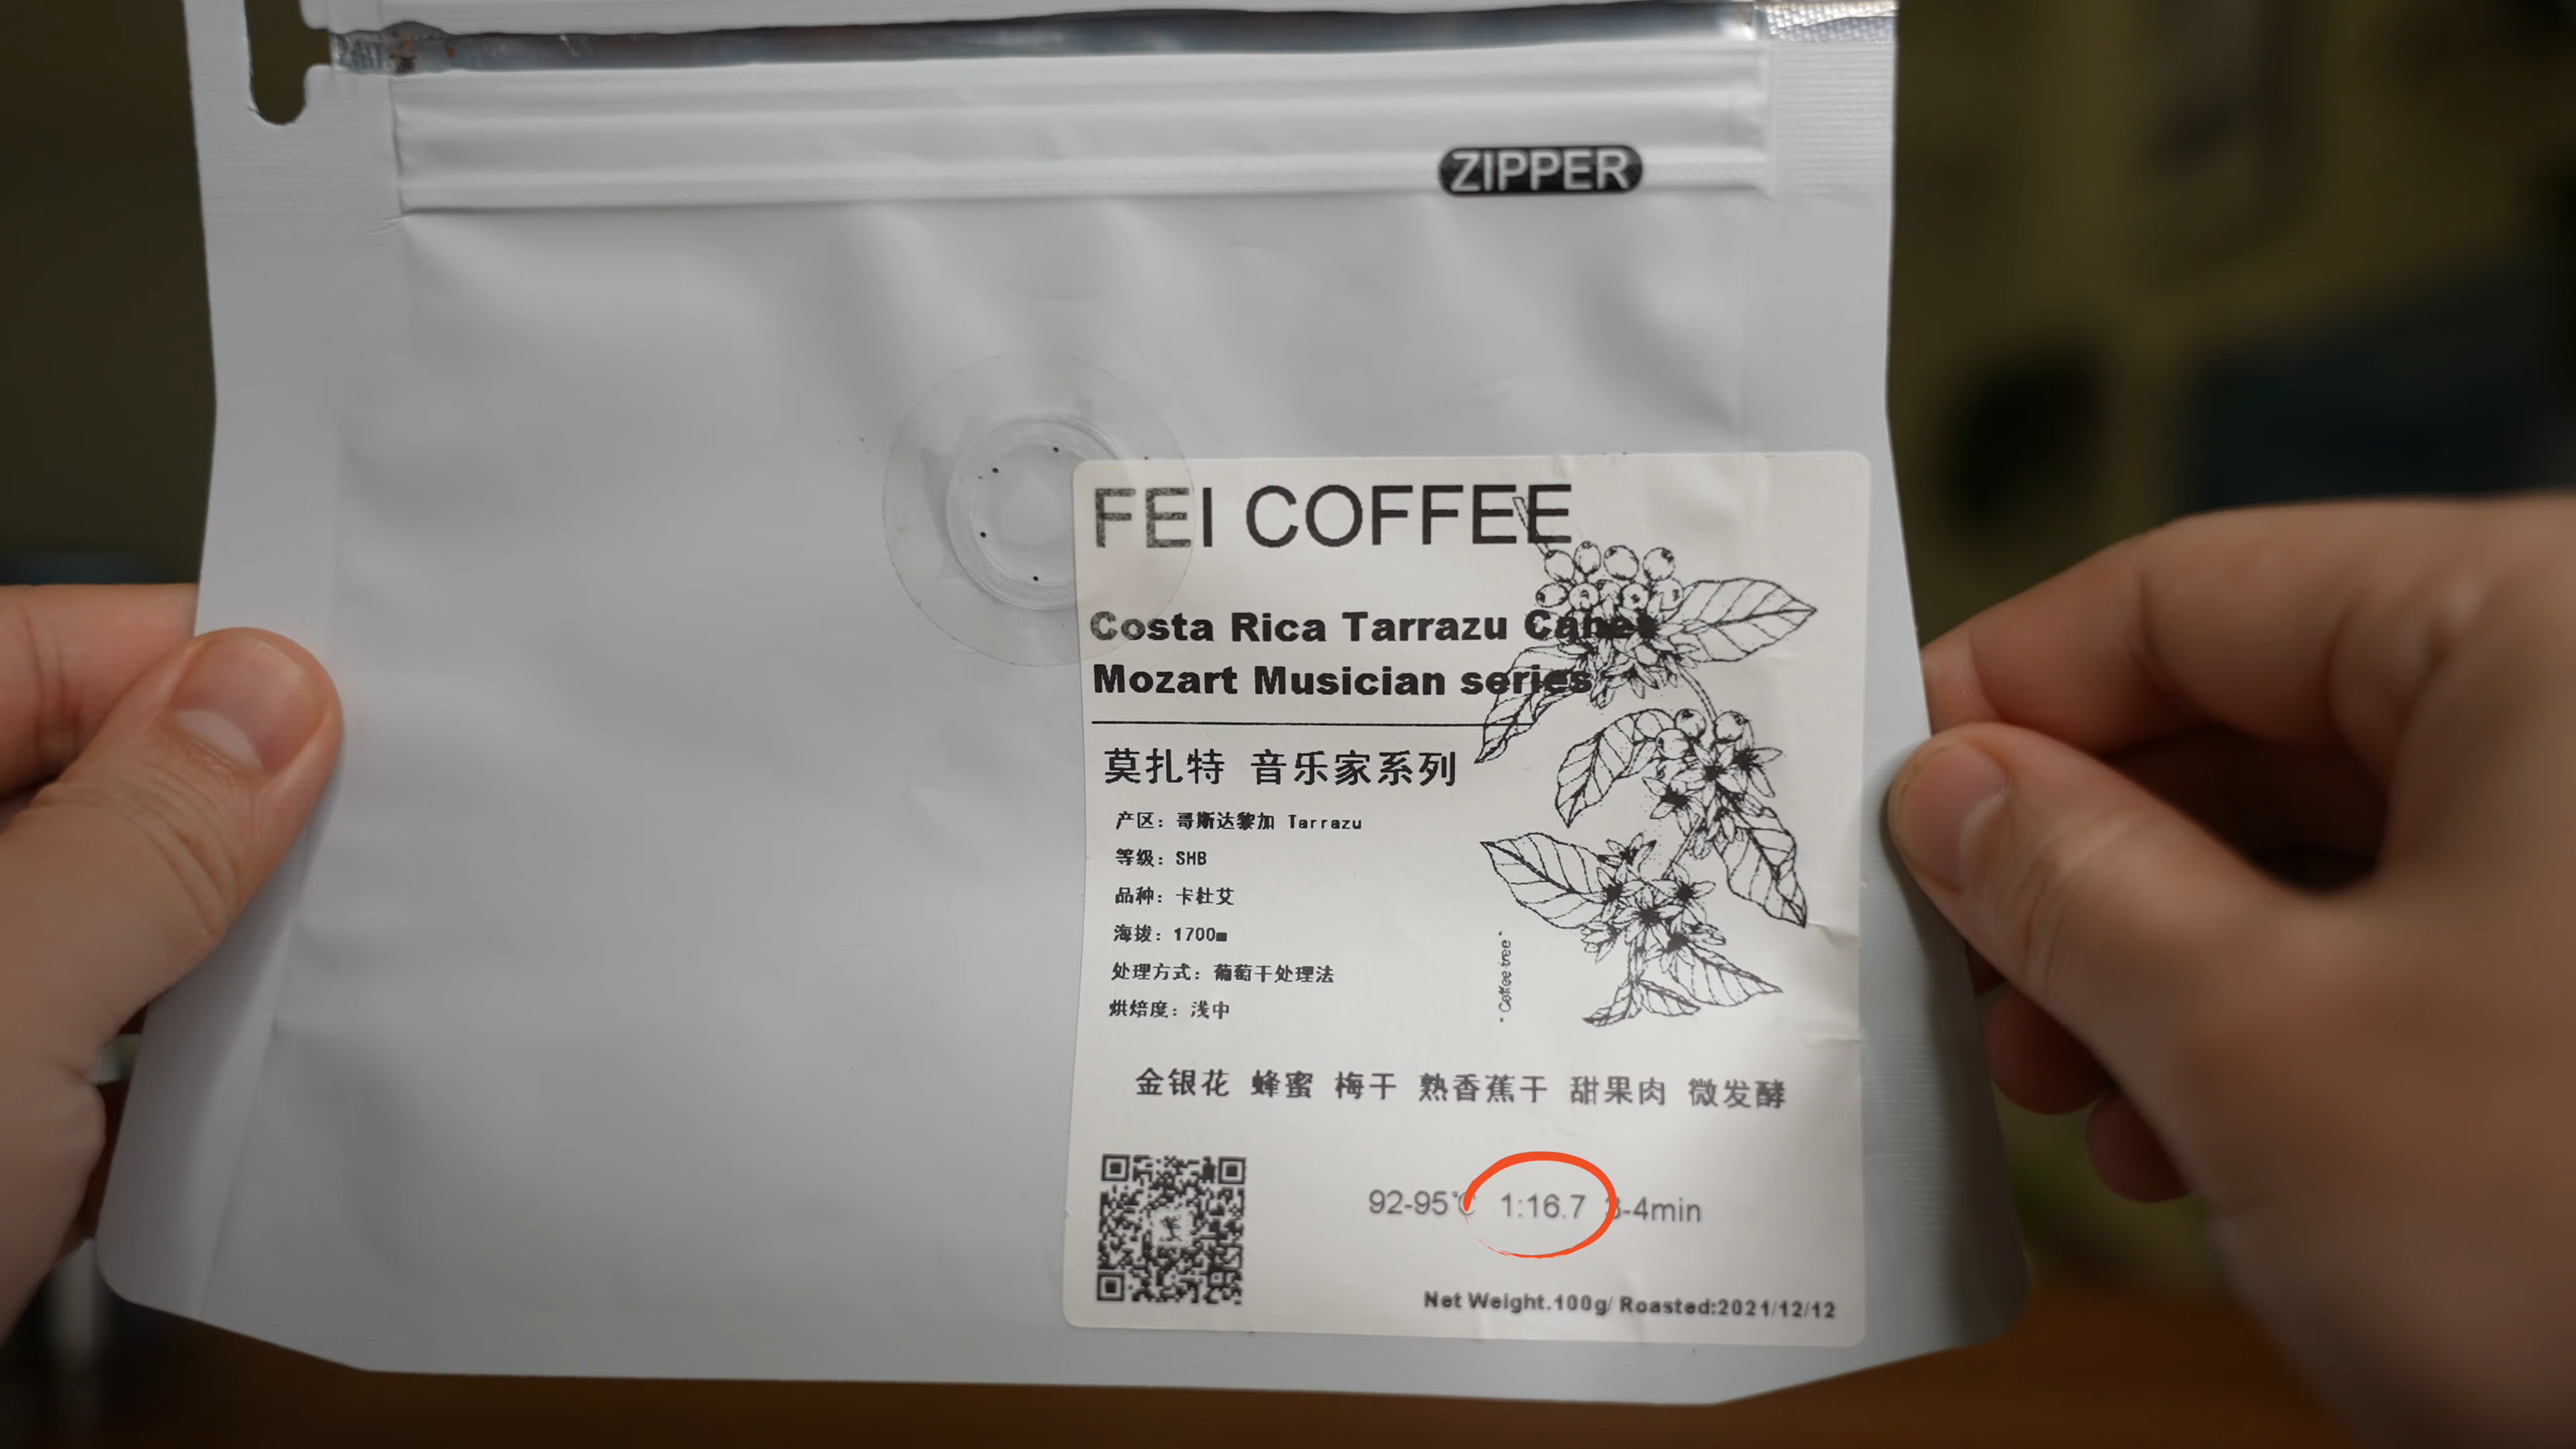 ZIPPER
FEI COFFEE
Costa Rica Tarrazu Canet
Mozart Musician series
莫扎特 音乐家系列
产区：哥斯达黎加 Tarrazu
等级：SHB
品种：卡杜艾
海拔：1700m
处理方式：葡萄干处理法
烘焙度：浅中
"Coffee tree"
金银花 蜂蜜 梅干 熟香蕉干 甜果肉 微发酵
92-95℃ 1:16.7 3-4min
Net Weight.100g/ Roasted:2021/12/12